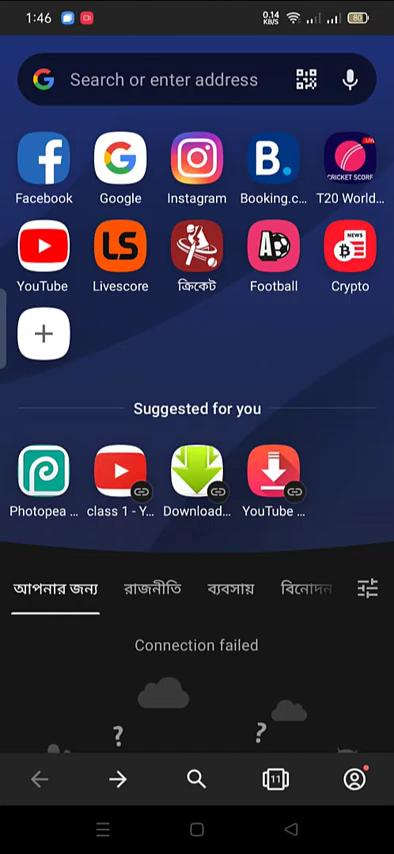 1:46
0.14
KB/S
80
Search or enter address
Facebook
Google
Instagram
B.
Booking.c...
LIVE
CRICKET SCORE
T20 World...
YouTube
LS
Livescore
ক্রিকেট
Football
NEWS
Crypto
Suggested for you
Photopea ...
class 1 - Y...
Download...
YouTube ...
আপনার জন্য
রাজনীতি
ব্যবসায়
বিনোদন
Connection failed
?
?
11